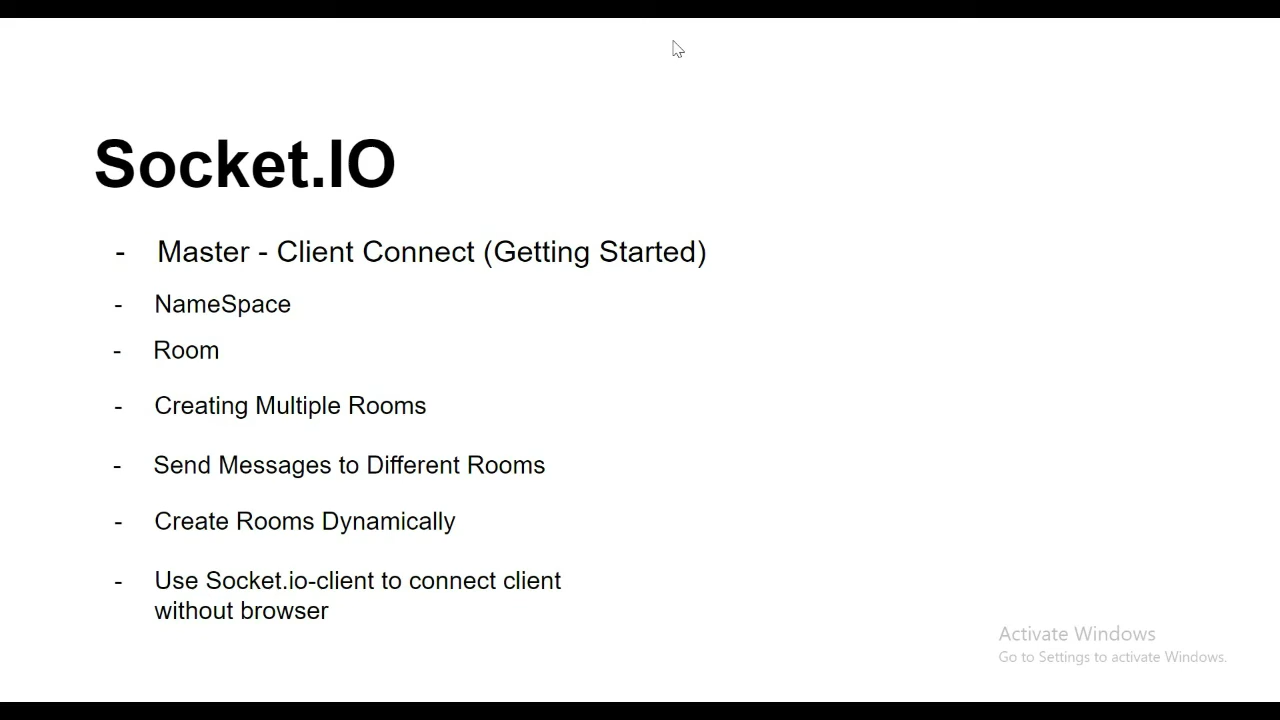 Socket.IO
- Master - Client Connect (Getting Started)
- NameSpace
- Room
- Creating Multiple Rooms
- Send Messages to Different Rooms
- Create Rooms Dynamically
- Use Socket.io-client to connect client
without browser
Activate Windows
Go to Settings to activate Windows.